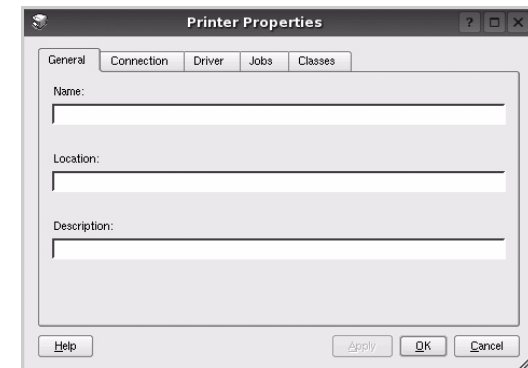 Printer Properties
General Connection Driver Jobs Classes
Name:
Location:
Description:
Help Apply OK Cancel